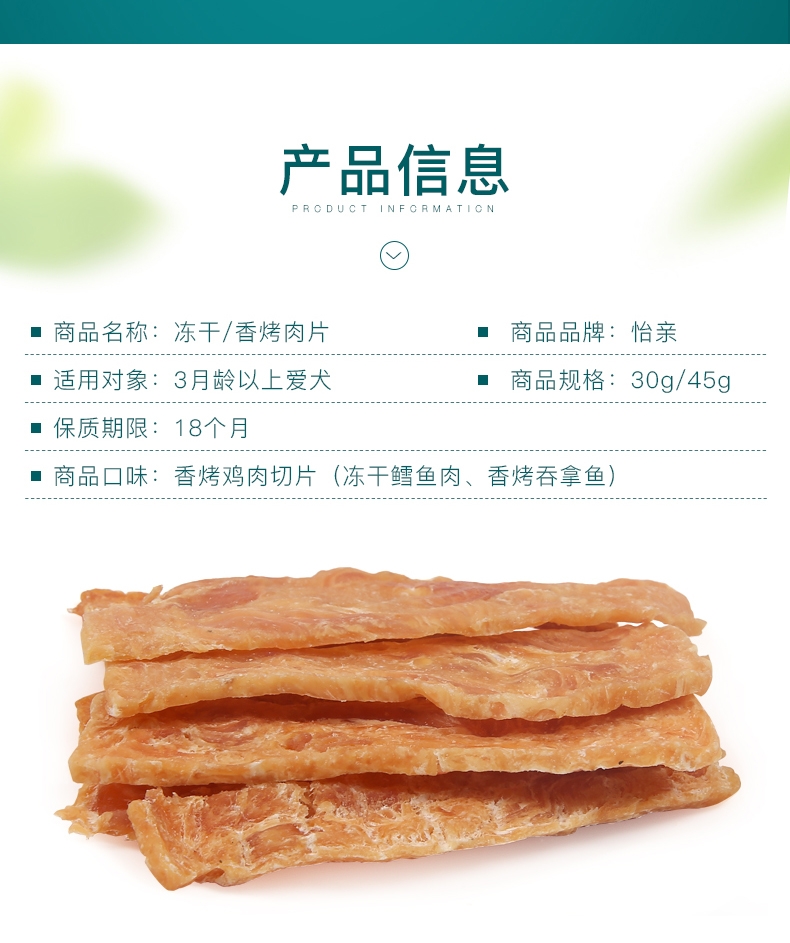 产品信息
PRODUCT INFORMATION
商品名称：冻干/香烤肉片
商品品牌：怡亲
适用对象：3月龄以上爱犬
商品规格：30g/45g
保质期限：18个月
商品口味：香烤鸡肉切片（冻干鳕鱼肉、香烤吞拿鱼）